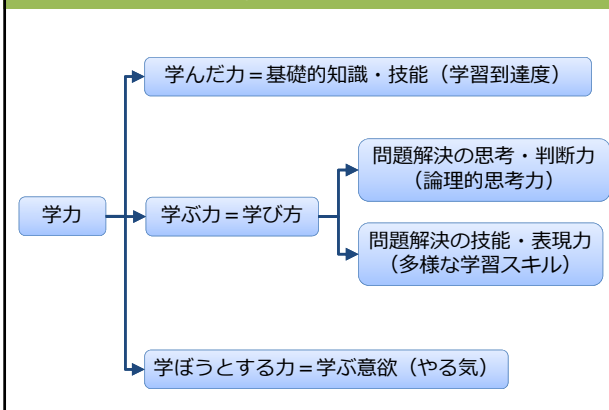 学んだ力＝基礎的知識・技能（学習到達度）
学力
学ぶ力＝学び方
問題解決の思考・判断力
（論理的思考力）
問題解決の技能・表現力
（多様な学習スキル）
学ぼうとする力＝学ぶ意欲（やる気）